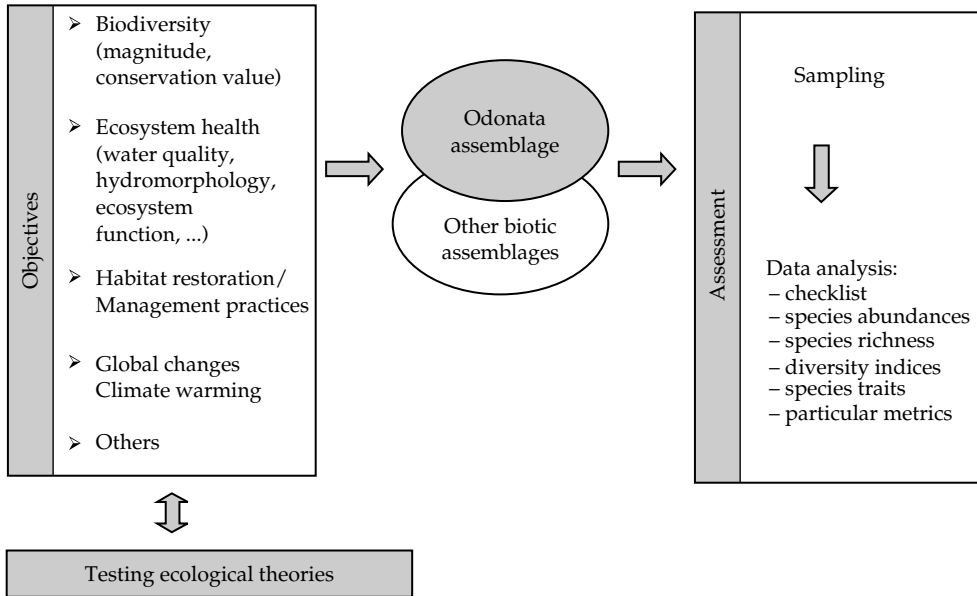 Objectives
➢ Biodiversity
(magnitude,
conservation value)
➢ Ecosystem health
(water quality,
hydromorphology,
ecosystem
function, ...)
➢ Habitat restoration/
Management practices
➢ Global changes
Climate warming
➢ Others
Testing ecological theories
Odonata
assemblage
Other biotic
assemblages
Assessment
Sampling
Data analysis:
– checklist
– species abundances
– species richness
– diversity indices
– species traits
– particular metrics